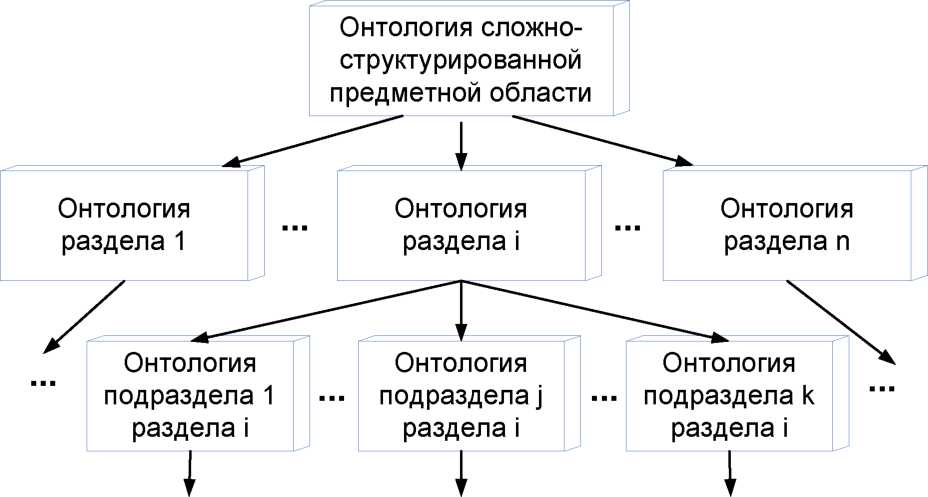 Онтология сложно-
структурированной
предметной области
Онтология
раздела 1
...
Онтология
раздела i
...
Онтология
раздела n
...
Онтология
подраздела 1
раздела i
...
Онтология
подраздела j
раздела i
...
Онтология
подраздела k
раздела i
...